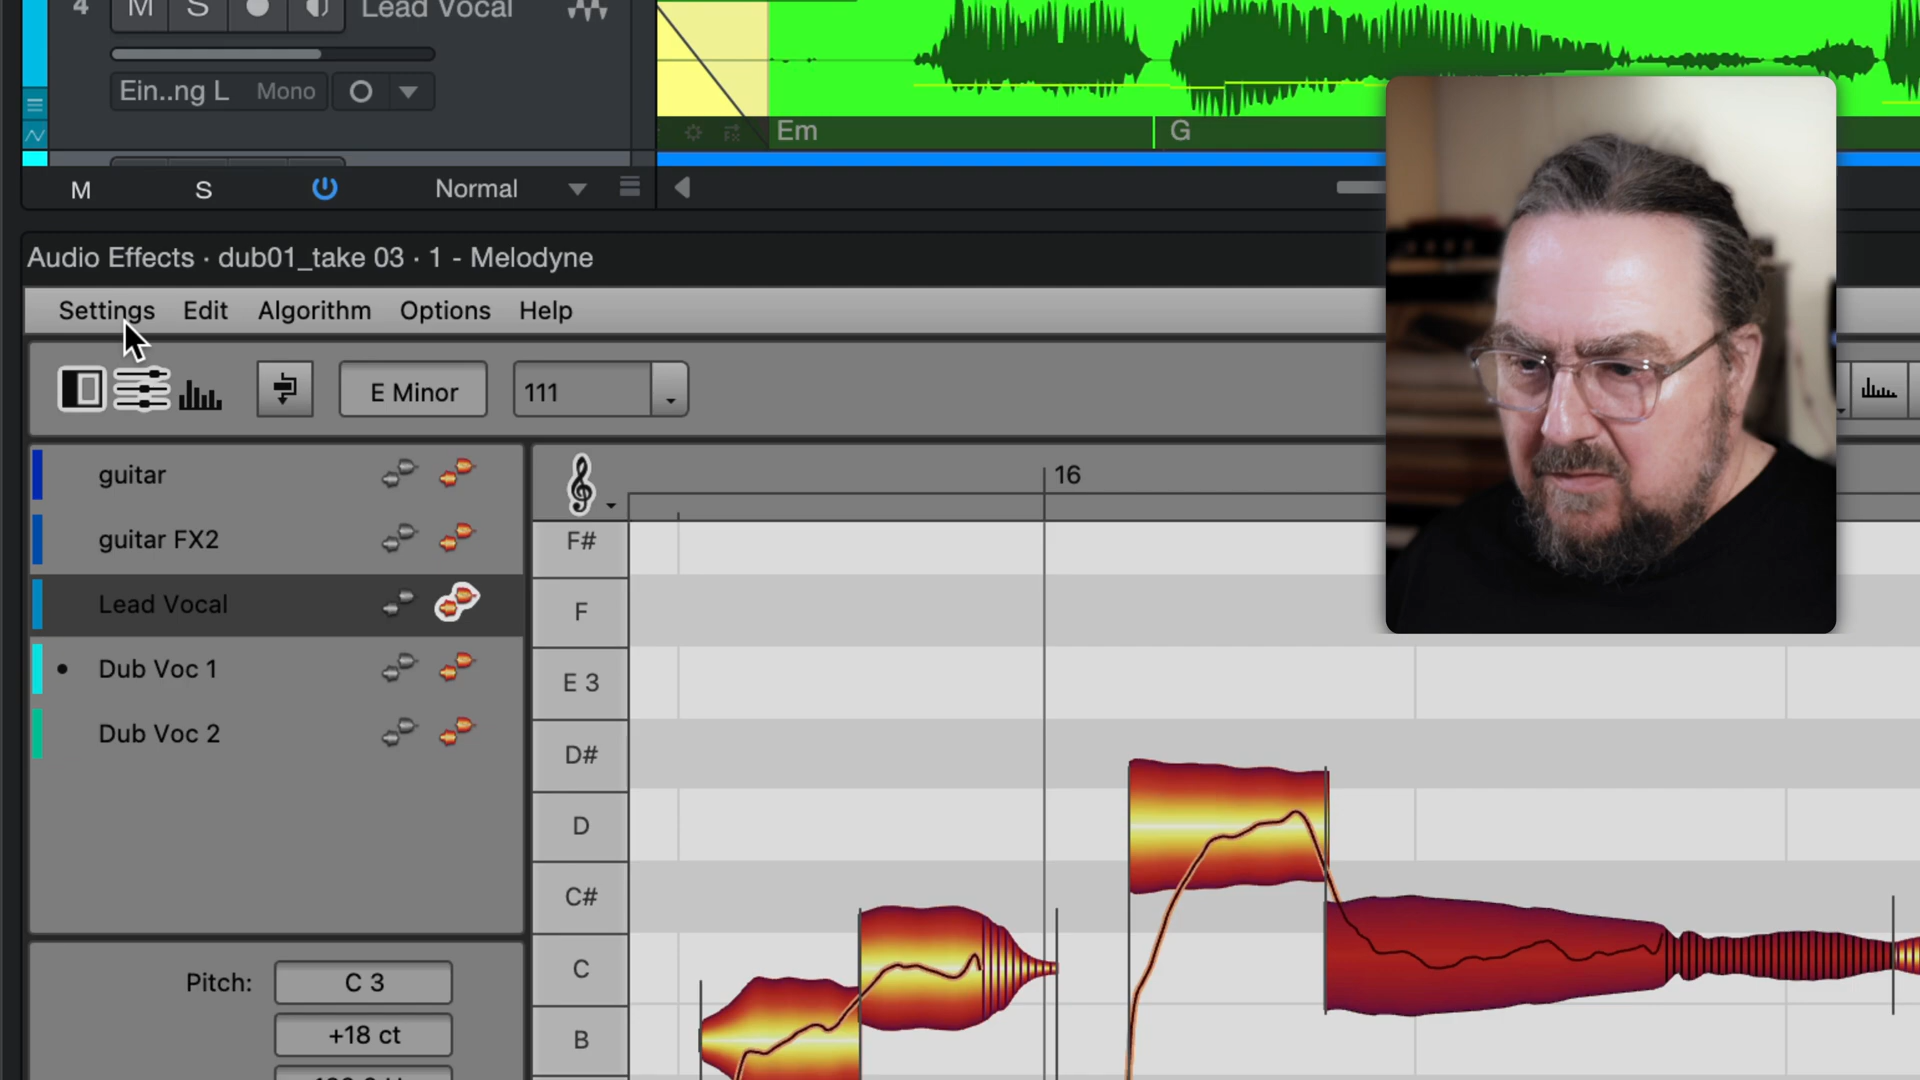 4 M S Lead Vocal
Ein..ng L Mono
Em G
M S Normal
Audio Effects · dub01_take 03 · 1 - Melodyne
Settings Edit Algorithm Options Help
E Minor 111
guitar
16
guitar FX2
Lead Vocal
Dub Voc 1
Dub Voc 2
F#
F
E 3
D#
D
C#
C
B
Pitch: C 3
+18 ct